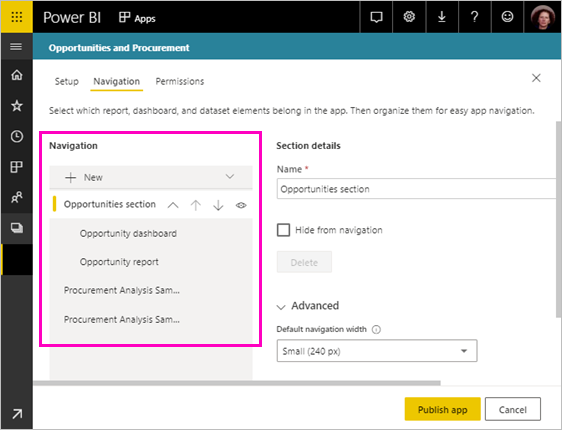 Power BI Apps
Opportunities and Procurement
Setup Navigation Permissions
Select which report, dashboard, and dataset elements belong in the app. Then organize them for easy app navigation.
Navigation
New
Opportunities section
Opportunity dashboard
Opportunity report
Procurement Analysis Sam...
Procurement Analysis Sam...
Section details
Name *
Opportunities section
Hide from navigation
Delete
Advanced
Default navigation width
Small (240 px)
Publish app Cancel